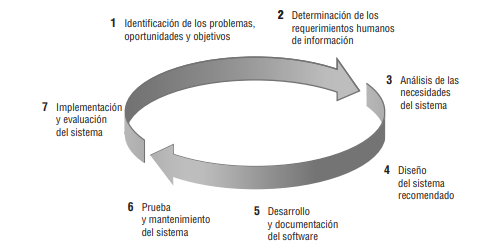 1 Identificación de los problemas,
oportunidades y objetivos
2 Determinación de los
requerimientos humanos
de información
3 Análisis de las
necesidades
del sistema
4 Diseño
del sistema
recomendado
5 Desarrollo
y documentación
del software
6 Prueba
y mantenimiento
del sistema
7 Implementación
y evaluación
del sistema